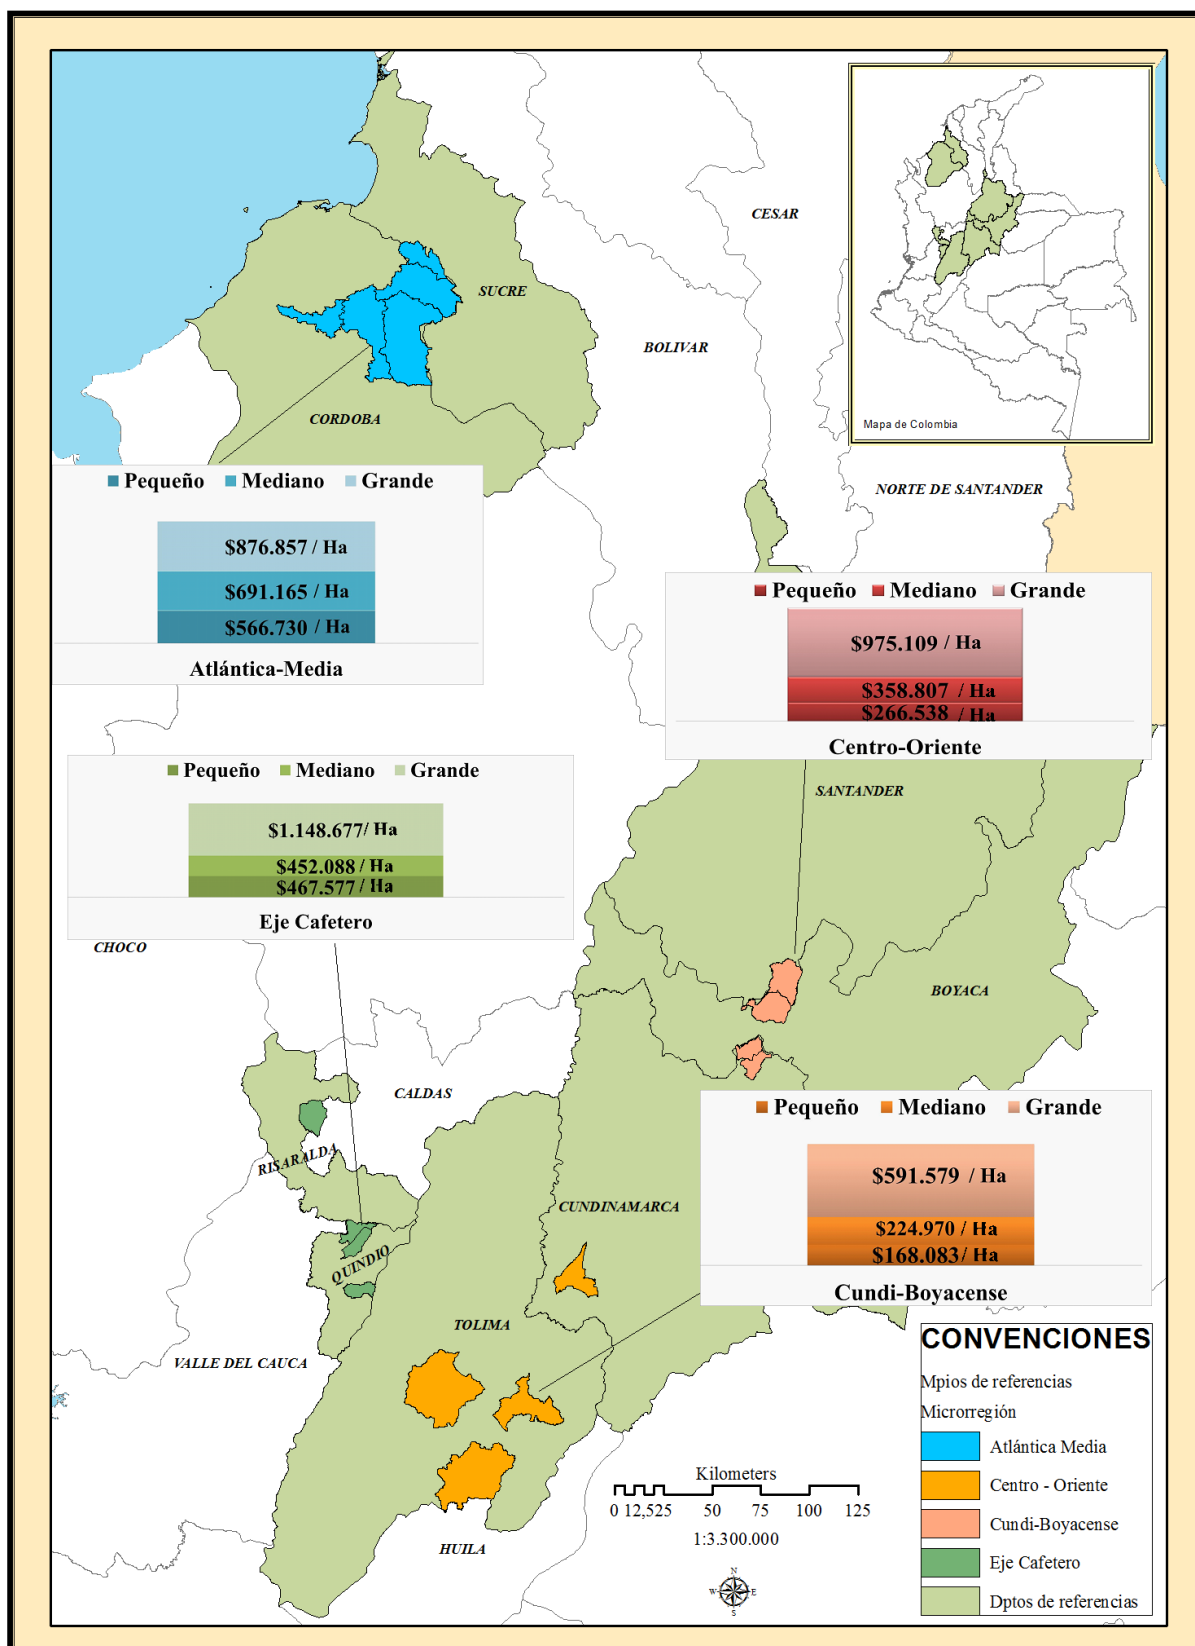 CESAR
SUCRE
BOLIVAR
CORDOBA
Mapa de Colombia
NORTE DE SANTANDER
Pequeño Mediano Grande
$876.857 / Ha
$691.165 / Ha
$566.730 / Ha
Atlántica-Media
Pequeño Mediano Grande
$975.109 / Ha
$358.807 / Ha
$266.538 / Ha
Centro-Oriente
Pequeño Mediano Grande
$1.148.677/ Ha
$452.088 / Ha
$467.577 / Ha
Eje Cafetero
SANTANDER
CHOCO
BOYACA
CALDAS
RISARALDA
Pequeño Mediano Grande
$591.579 / Ha
$224.970 / Ha
$168.083/ Ha
Cundi-Boyacense
CUNDINAMARCA
QUINDIO
TOLIMA
VALLE DEL CAUCA
HUILA
Kilometers
0 12,525 50 75 100 125
1:3.300.000
N
W E
S
CONVENCIONES
Mpios de referencias
Microrregión
Atlántica Media
Centro - Oriente
Cundi-Boyacense
Eje Cafetero
Dptos de referencias